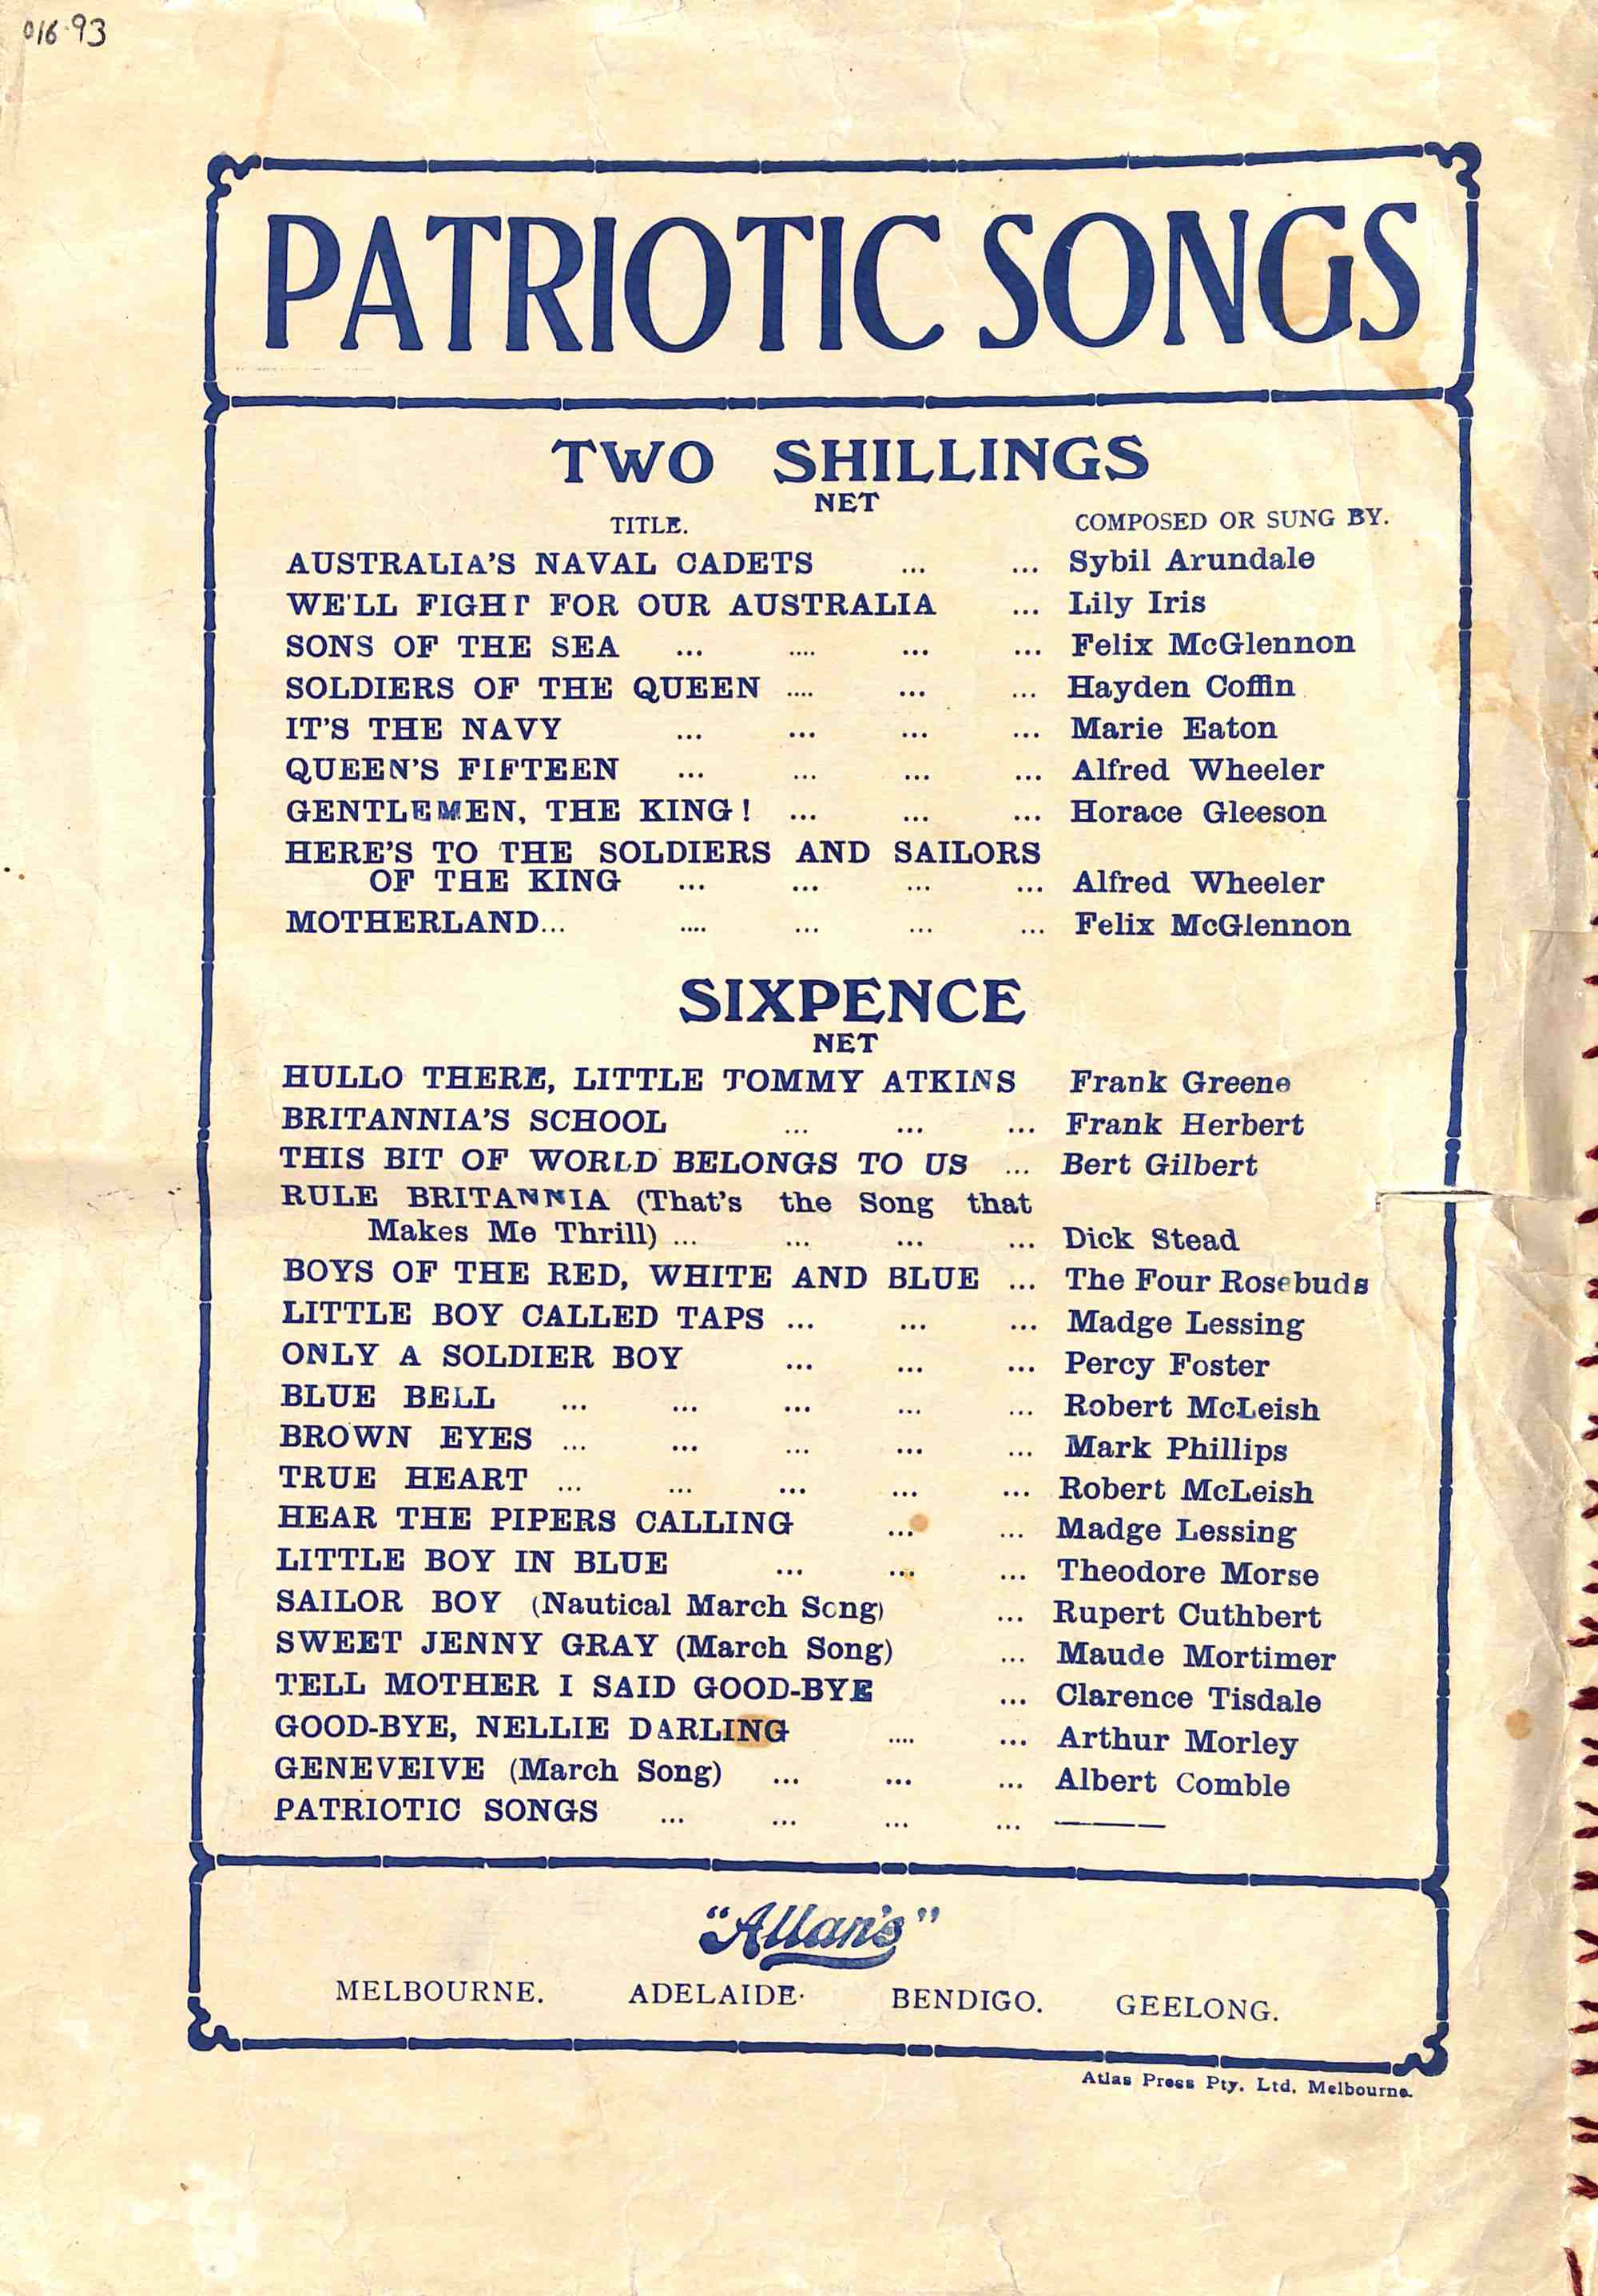 016.93
PATRIOTIC SONGS
TWO SHILLINGS
NET
TITLE. COMPOSED OR SUNG BY.
AUSTRALIA'S NAVAL CADETS ... ... Sybil Arundale
WE'LL FIGHT FOR OUR AUSTRALIA ... Lily Iris
SONS OF THE SEA ... .... ... ... Felix McGlennon
SOLDIERS OF THE QUEEN .... ... ... Hayden Coffin
IT'S THE NAVY ... ... ... ... Marie Eaton
QUEEN'S FIFTEEN ... ... ... ... Alfred Wheeler
GENTLEMEN, THE KING! ... ... ... Horace Gleeson
HERE'S TO THE SOLDIERS AND SAILORS
OF THE KING ... ... ... ... Alfred Wheeler
MOTHERLAND... .... ... ... ... Felix McGlennon
SIXPENCE
NET
HULLO THERE, LITTLE TOMMY ATKINS Frank Greene
BRITANNIA'S SCHOOL ... ... ... Frank Herbert
THIS BIT OF WORLD BELONGS TO US ... Bert Gilbert
RULE BRITANNIA (That's the Song that
Makes Me Thrill) ... ... ... ... Dick Stead
BOYS OF THE RED, WHITE AND BLUE ... The Four Rosebuds
LITTLE BOY CALLED TAPS ... ... ... Madge Lessing
ONLY A SOLDIER BOY ... ... ... Percy Foster
BLUE BELL ... ... ... ... ... Robert McLeish
BROWN EYES ... ... ... ... ... Mark Phillips
TRUE HEART ... ... ... ... ... Robert McLeish
HEAR THE PIPERS CALLING ... ... Madge Lessing
LITTLE BOY IN BLUE ... ... ... Theodore Morse
SAILOR BOY (Nautical March Song) ... Rupert Cuthbert
SWEET JENNY GRAY (March Song) ... Maude Mortimer
TELL MOTHER I SAID GOOD-BYE ... Clarence Tisdale
GOOD-BYE, NELLIE DARLING .... ... Arthur Morley
GENEVEIVE (March Song) ... ... ... Albert Comble
PATRIOTIC SONGS ... ... ... ... ———
"Allan's"
MELBOURNE. ADELAIDE. BENDIGO. GEELONG.
Atlas Press Pty. Ltd. Melbourne.